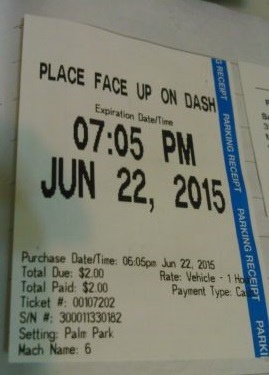 PLACE FACE UP ON DASH
Expiration Date/Time
07:05 PM
JUN 22, 2015
Purchase Date/Time: 06:05pm Jun 22, 2015
Total Due: $2.00 Rate: Vehicle - 1 Ho
Total Paid: $2.00 Payment Type: Ca
Ticket #: 00107202
S/N #: 300011330182
Setting: Palm Park
Mach Name: 6
G RECEIPT
PARKING RECEIPT
PARKING RECEIPT
PARKI